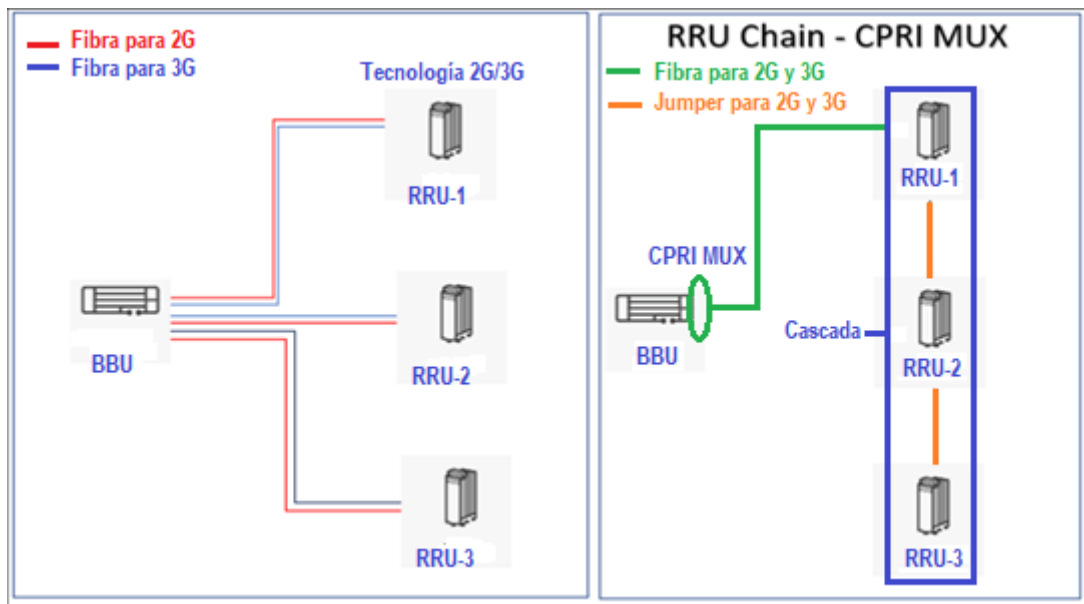 Fibra para 2G
Fibra para 3G
Tecnología 2G/3G
RRU-1
BBU
RRU-2
RRU-3
RRU Chain - CPRI MUX
Fibra para 2G y 3G
Jumper para 2G y 3G
RRU-1
CPRI MUX
Cascada
BBU
RRU-2
RRU-3